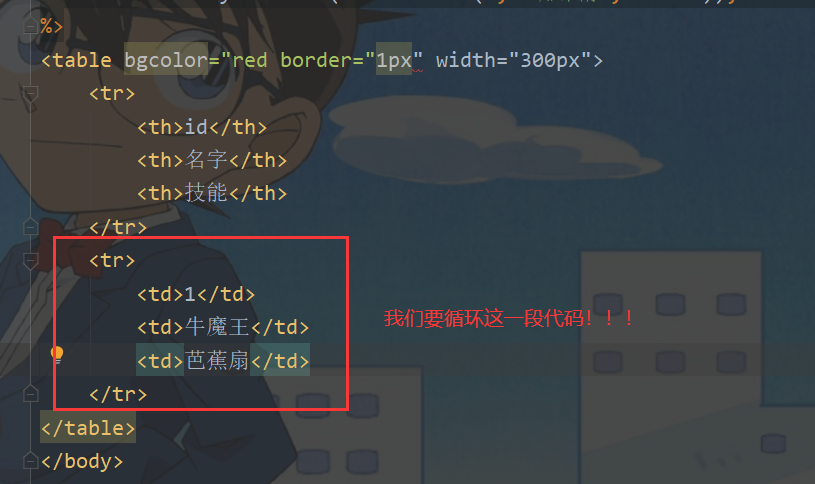 %>
<table bgcolor="red border="1px" width="300px">
<tr>
<th>id</th>
<th>名字</th>
<th>技能</th>
</tr>
<tr>
<td>1</td>
<td>牛魔王</td>
<td>芭蕉扇</td>
</tr>
</table>
</body>
我们要循环这一段代码！！！